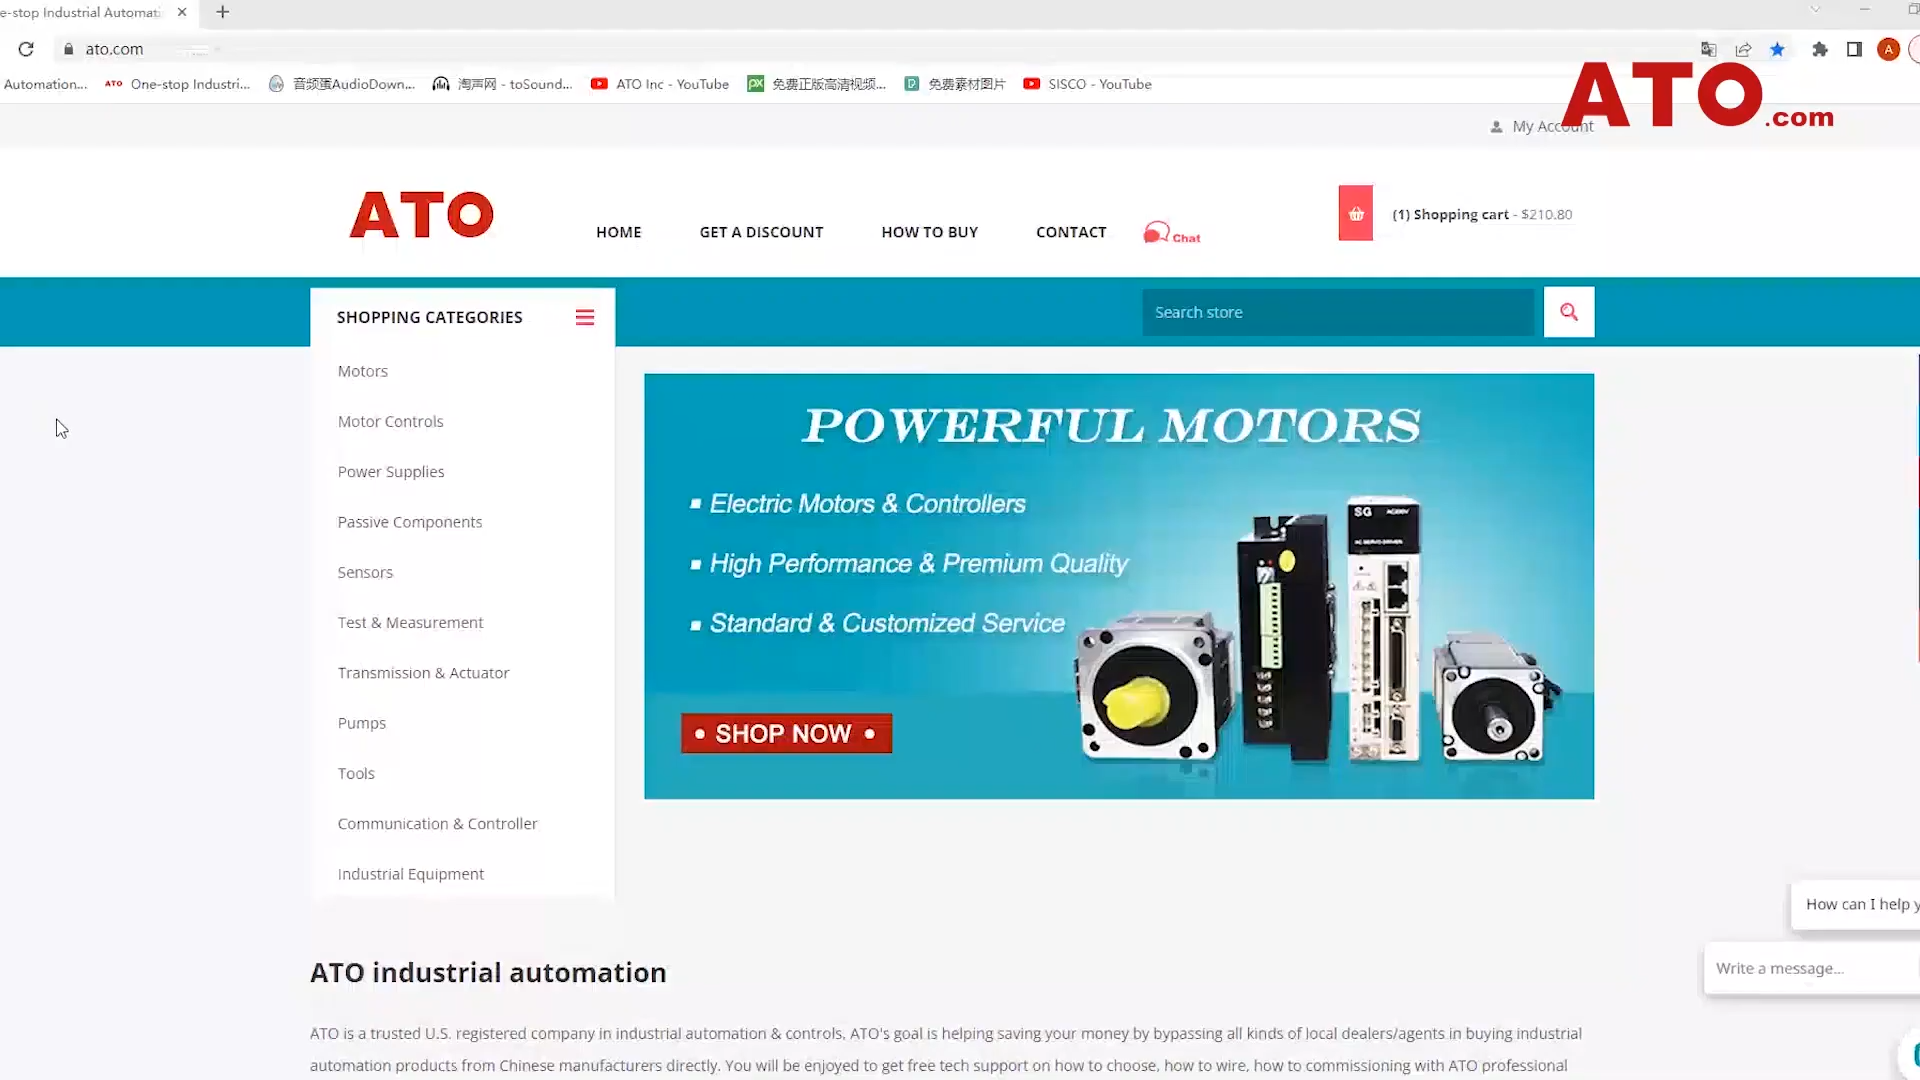 e-stop Industrial Automati
ato.com
A
Automation...
ATO One-stop Industri...
音频蛋AudioDown...
淘声网 - toSound...
ATO Inc - YouTube
px 免费正版高清视频...
免费素材图片
SISCO - YouTube
ATO.com
My Account
ATO
HOME
GET A DISCOUNT
HOW TO BUY
CONTACT
Chat
(1) Shopping cart - $210.80
SHOPPING CATEGORIES
Search store
Motors
Motor Controls
Power Supplies
Passive Components
Sensors
Test & Measurement
Transmission & Actuator
Pumps
Tools
Communication & Controller
Industrial Equipment
POWERFUL MOTORS
▪ Electric Motors & Controllers
▪ High Performance & Premium Quality
▪ Standard & Customized Service
• SHOP NOW •
SG
How can I help y
Write a message...
ATO industrial automation
ATO is a trusted U.S. registered company in industrial automation & controls, ATO's goal is helping saving your money by bypassing all kinds of local dealers/agents in buying industrial
automation products from Chinese manufacturers directly. You will be enjoyed to get free tech support on how to choose, how to wire, how to commissioning with ATO professional